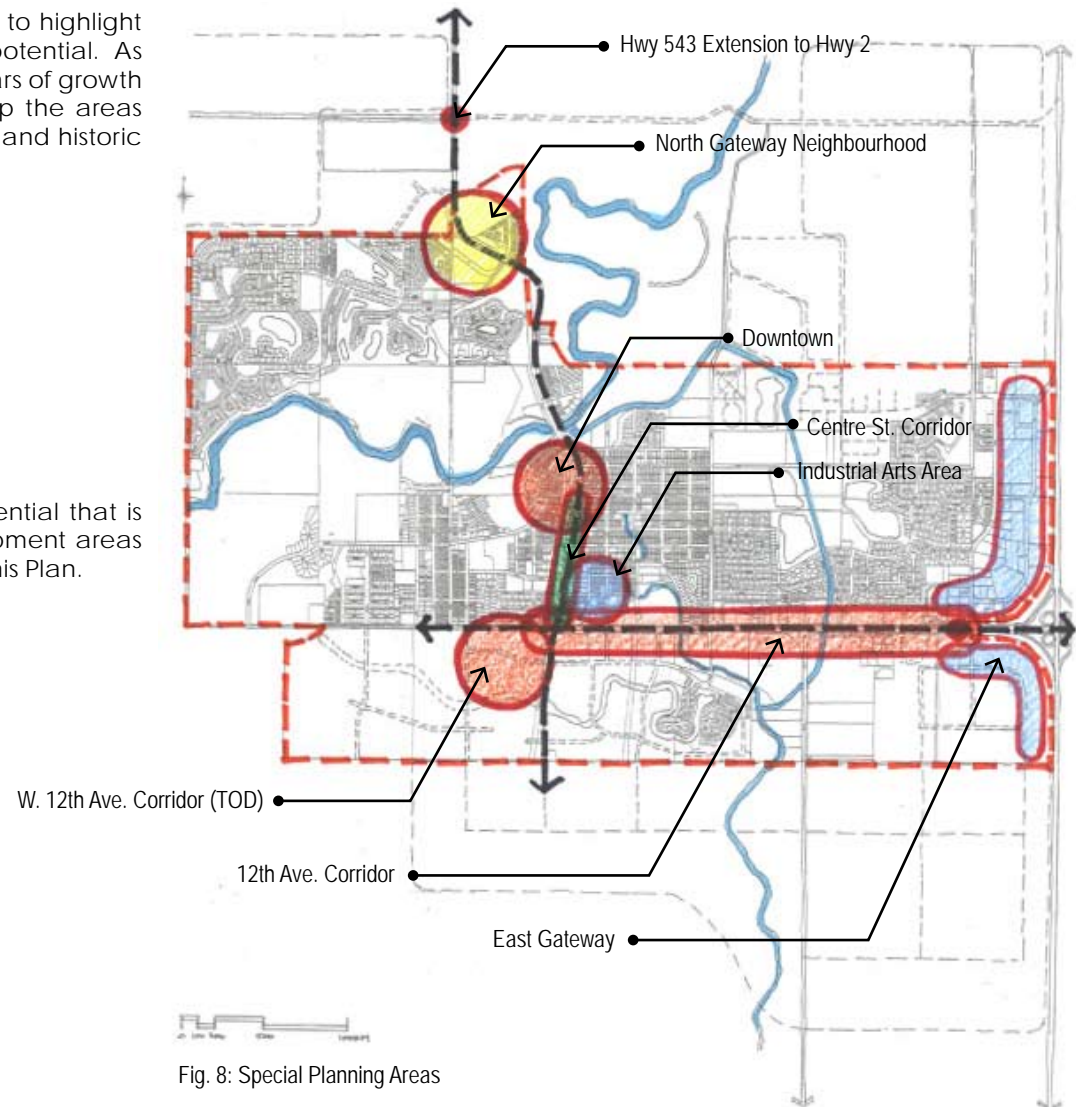 to highlight
potential. As
ars of growth
p the areas
and historic
Hwy 543 Extension to Hwy 2
North Gateway Neighbourhood
Downtown
Centre St. Corridor
Industrial Arts Area
ential that is
oment areas
his Plan.
W. 12th Ave. Corridor (TOD)
12th Ave. Corridor
East Gateway
Fig. 8: Special Planning Areas